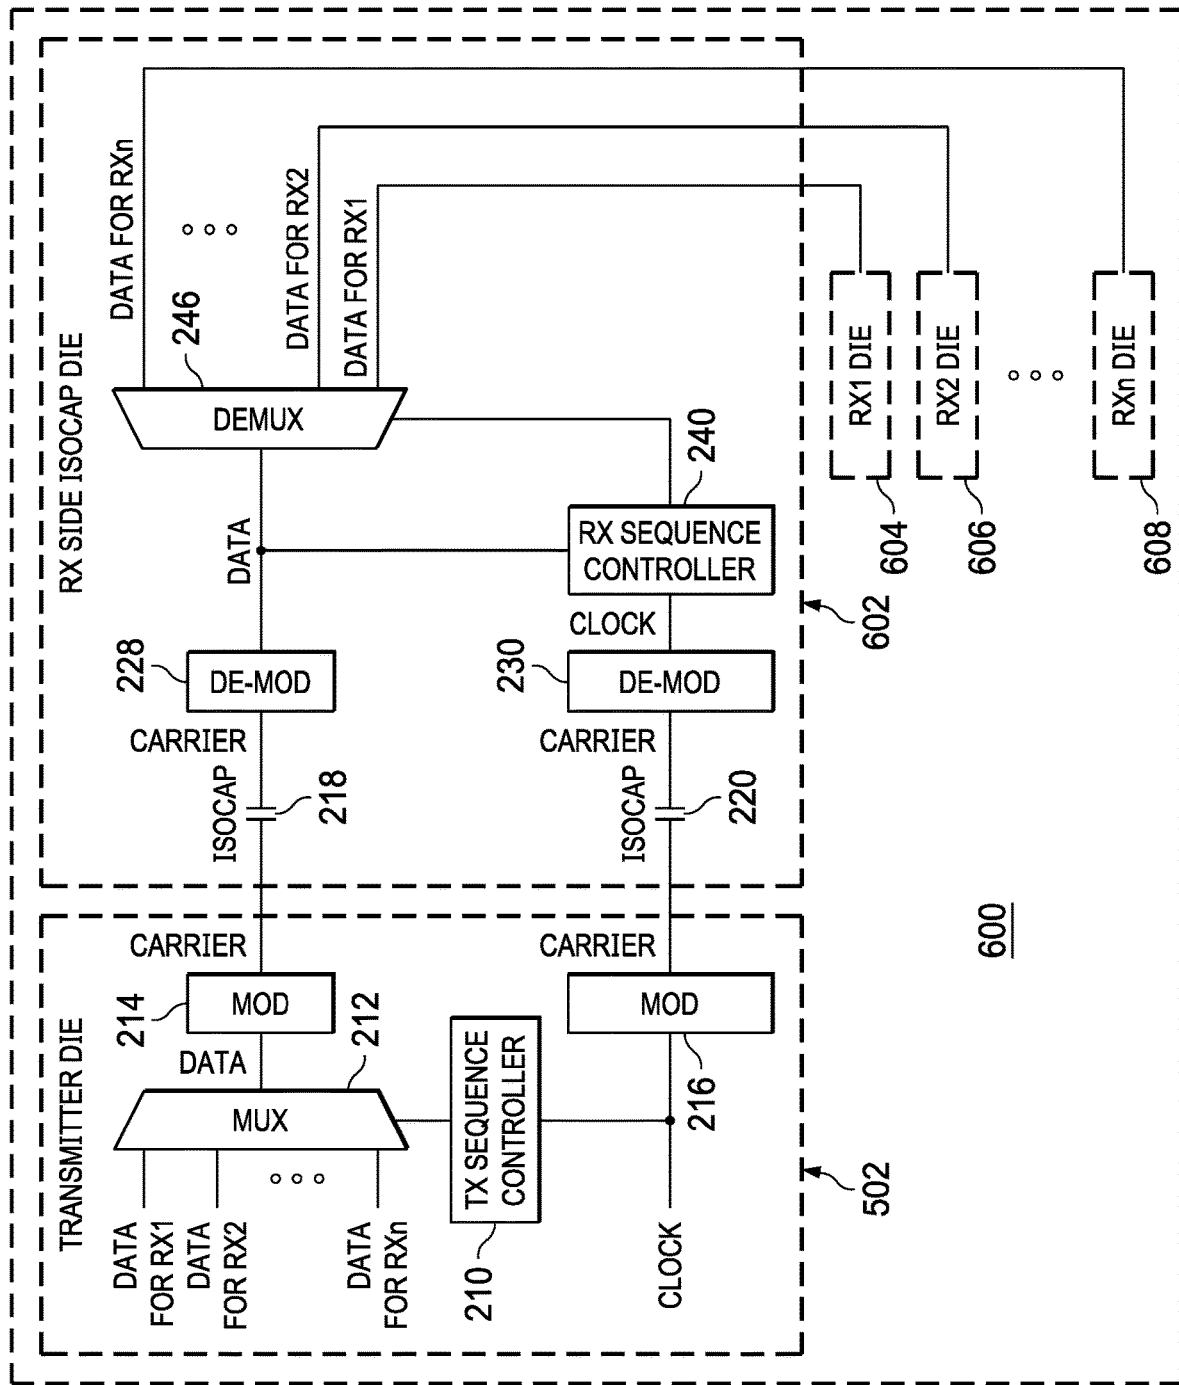 TRANSMITTER DIE
DATA
FOR RX1
DATA
FOR RX2
DATA
FOR RXn
MUX
212
DATA
MOD
214
CARRIER
TX SEQUENCE
CONTROLLER
210
CLOCK
MOD
216
CARRIER
502
RX SIDE ISOCAP DIE
ISOCAP
218
CARRIER
DE-MOD
228
DATA
DEMUX
246
DATA FOR RXn
DATA FOR RX2
DATA FOR RX1
ISOCAP
220
CARRIER
DE-MOD
230
CLOCK
RX SEQUENCE
CONTROLLER
240
602
RX1 DIE
604
RX2 DIE
606
RXn DIE
608
600